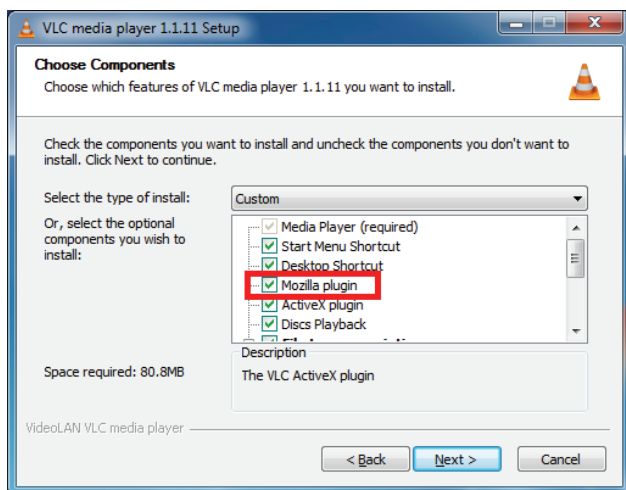 VLC media player 1.1.11 Setup
Choose Components
Choose which features of VLC media player 1.1.11 you want to install.
Check the components you want to install and uncheck the components you don't want to
install. Click Next to continue.
Select the type of install:
Custom
Or, select the optional
components you wish to
install:
Media Player (required)
Start Menu Shortcut
Desktop Shortcut
Mozilla plugin
ActiveX plugin
Discs Playback
Space required: 80.8MB
Description
The VLC ActiveX plugin
VideoLAN VLC media player
< Back
Next >
Cancel